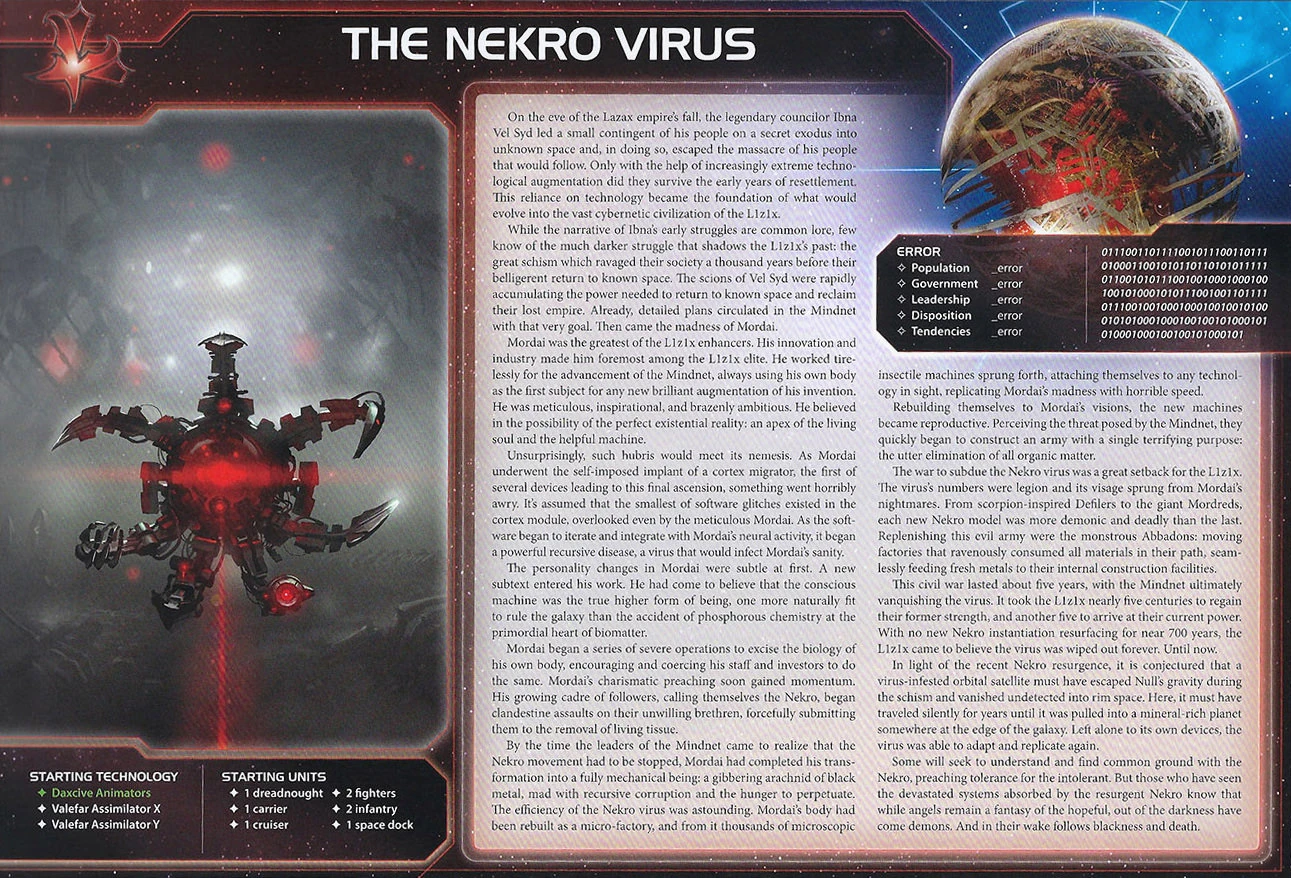 THE NEKRO VIRUS
On the eve of the Lazax empire's fall, the legendary councilor Ibna
Vel Syd led a small contingent of his people on a secret exodus into
unknown space and, in doing so, escaped the massacre of his people
that would follow. Only with the help of increasingly extreme techno-
logical augmentation did they survive the early years of resettlement.
This reliance on technology became the foundation of what would
evolve into the vast cybernetic civilization of the L1z1x.
While the narrative of Ibna's early struggles are common lore, few
know of the much darker struggle that shadows the L1z1x's past: the
great schism which ravaged their society a thousand years before their
belligerent return to known space. The scions of Vel Syd were rapidly
accumulating the power needed to return to known space and reclaim
their lost empire. Already, detailed plans circulated in the Mindnet
with that very goal. Then came the madness of Mordai.
Mordai was the greatest of the L1z1x enhancers. His innovation and
industry made him foremost among the L1z1x elite. He worked tire-
lessly for the advancement of the Mindnet, always using his own body
as the first subject for any new brilliant augmentation of his invention.
He was meticulous, inspirational, and brazenly ambitious. He believed
in the possibility of the perfect existential reality: an apex of the living
soul and the helpful machine.
Unsurprisingly, such hubris would meet its nemesis. As Mordai
underwent the self-imposed implant of a cortex migrator, the first of
several devices leading to this final ascension, something went horribly
awry. It's assumed that the smallest of software glitches existed in the
cortex module, overlooked even by the meticulous Mordai. As the soft-
ware began to iterate and integrate with Mordai's neural activity, it began
a powerful recursive disease, a virus that would infect Mordai's sanity.
The personality changes in Mordai were subtle at first. A new
subtext entered his work. He had come to believe that the conscious
machine was the true higher form of being, one more naturally fit
to rule the galaxy than the accident of phosphorous chemistry at the
primordial heart of biomatter.
Mordai began a series of severe operations to excise the biology of
his own body, encouraging and coercing his staff and investors to do
the same. Mordai's charismatic preaching soon gained momentum.
His growing cadre of followers, calling themselves the Nekro, began
clandestine assaults on their unwilling brethren, forcefully submitting
them to the removal of living tissue.
By the time the leaders of the Mindnet came to realize that the
Nekro movement had to be stopped, Mordai had completed his trans-
formation into a fully mechanical being: a gibbering arachnid of black
metal, mad with recursive corruption and the hunger to perpetuate.
The efficiency of the Nekro virus was astounding. Mordai's body had
been rebuilt as a micro-factory, and from it thousands of microscopic
ERROR
✧ Population _error
✧ Government _error
✧ Leadership _error
✧ Disposition _error
✧ Tendencies _error
insectile machines sprung forth, attaching themselves to any technol-
ogy in sight, replicating Mordai's madness with horrible speed.
Rebuilding themselves to Mordai's visions, the new machines
became reproductive. Perceiving the threat posed by the Mindnet, they
quickly began to construct an army with a single terrifying purpose:
the utter elimination of all organic matter.
The war to subdue the Nekro virus was a great setback for the L1z1x.
The virus's numbers were legion and its visage sprung from Mordai's
nightmares. From scorpion-inspired Defilers to the giant Mordreds,
each new Nekro model was more demonic and deadly than the last.
Replenishing this evil army were the monstrous Abbadons: moving
factories that ravenously consumed all materials in their path, seam-
lessly feeding fresh metals to their internal construction facilities.
This civil war lasted about five years, with the Mindnet ultimately
vanquishing the virus. It took the L1z1x nearly five centuries to regain
their former strength, and another five to arrive at their current power.
With no new Nekro instantiation resurfacing for near 700 years, the
L1z1x came to believe the virus was wiped out forever. Until now.
In light of the recent Nekro resurgence, it is conjectured that a
virus-infested orbital satellite must have escaped Null's gravity during
the schism and vanished undetected into rim space. Here, it must have
traveled silently for years until it was pulled into a mineral-rich planet
somewhere at the edge of the galaxy. Left alone to its own devices, the
virus was able to adapt and replicate again.
Some will seek to understand and find common ground with the
Nekro, preaching tolerance for the intolerant. But those who have seen
the devastated systems absorbed by the resurgent Nekro know that
while angels remain a fantasy of the hopeful, out of the darkness have
come demons. And in their wake follows blackness and death.
STARTING TECHNOLOGY
✦ Daxcive Animators
✦ Valefar Assimilator X
✦ Valefar Assimilator Y
STARTING UNITS
✦ 1 dreadnought ✦ 2 fighters
✦ 1 carrier ✦ 2 infantry
✦ 1 cruiser ✦ 1 space dock